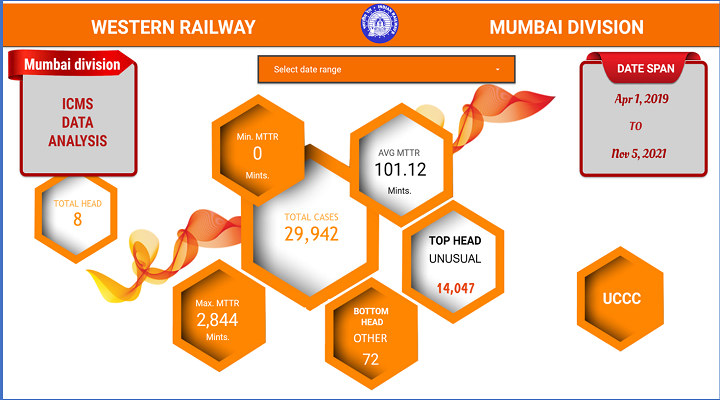 WESTERN RAILWAY
MUMBAI DIVISION
Mumbai division
ICMS
DATA
ANALYSIS
Select date range
DATE SPAN
Apr 1, 2019
TO
Nov 5, 2021
Min. MTTR
0
Mints.
AVG MTTR
101.12
Mints.
TOTAL HEAD
8
TOTAL CASES
29,942
TOP HEAD
UNUSUAL
14,047
Max. MTTR
2,844
Mints.
BOTTOM
HEAD
OTHER
72
UCCC